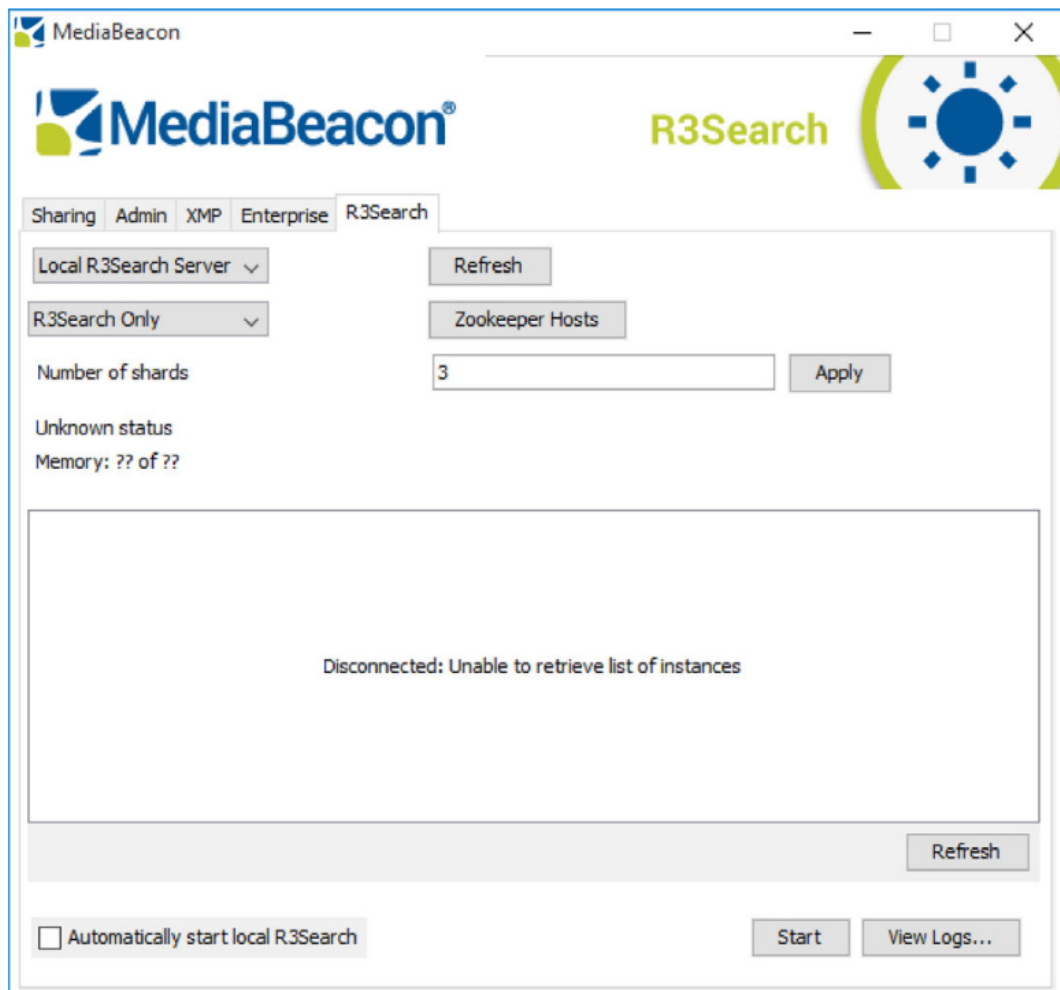 MediaBeacon
MediaBeacon®
R3Search
Sharing Admin XMP Enterprise R3Search
Local R3Search Server Refresh
R3Search Only Zookeeper Hosts
Number of shards 3 Apply
Unknown status
Memory: ?? of ??
Disconnected: Unable to retrieve list of instances
Refresh
Automatically start local R3Search Start View Logs...